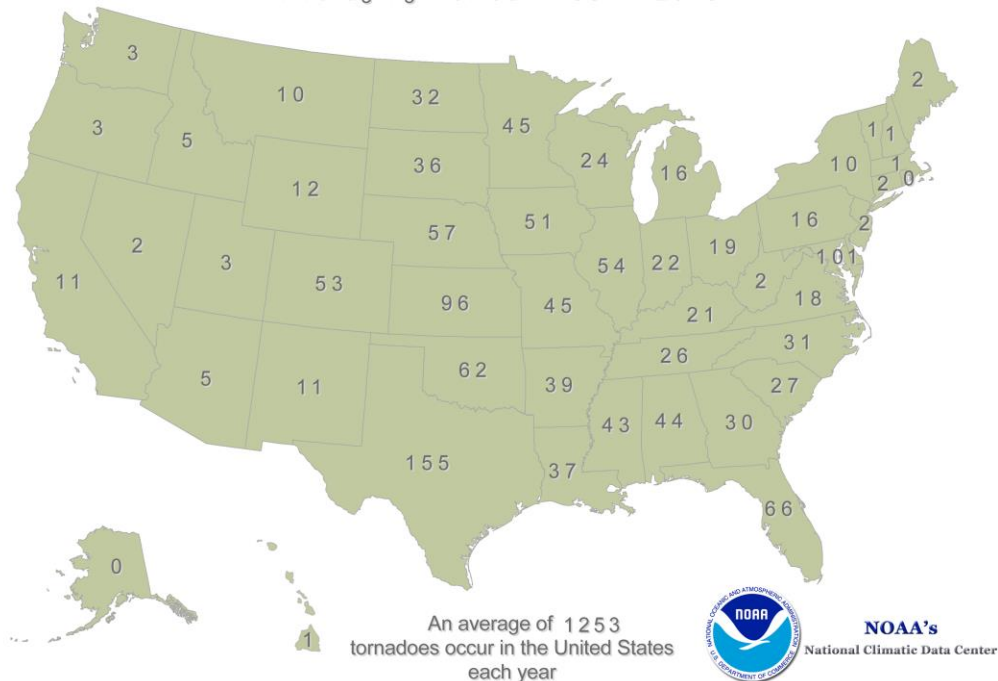 3
2
10 32
45
3 5 1 1
36 24 10 1
12 16 2 0
51 16 2
57
2 19
3 54 22 10 1
11 53 2
96 45 18
21
31
26
62
5 11 39 27
43 44 30
155 37
66
0
1
An average of 1253
tornadoes occur in the United States
each year
NATIONAL OCEANIC AND ATMOSPHERIC ADMINISTRATION
NOAA
U.S. DEPARTMENT OF COMMERCE
NOAA's
National Climatic Data Center